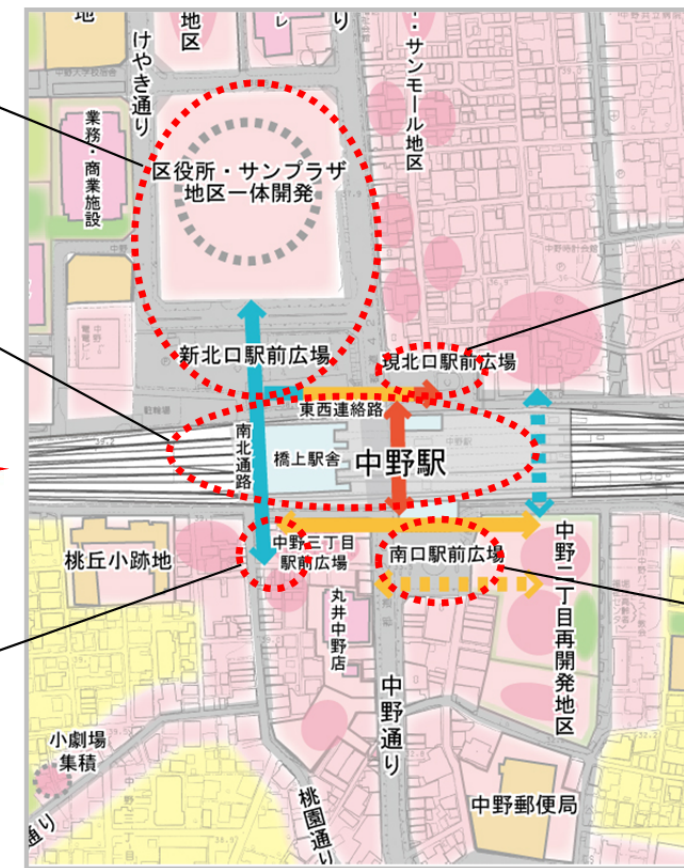 地
けやき通り
地区
レ
り
・サンモール地区
業務・商業施設
区役所・サンプラザ
地区一体開発
新北口駅前広場
現北口駅前広場
東西連絡路
南北通路
橋上駅舎
中野駅
桃丘小跡地
中野三丁目
駅前広場
南口駅前広場
中野二丁目再開発地区
丸井中野店
中野通り
小劇場
集積
通り
桃園通り
中野郵便局